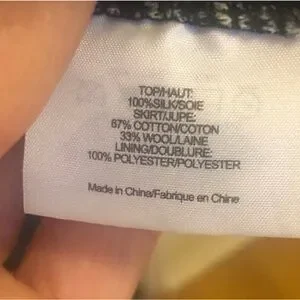 TOP/HAUT:
100%SILK/SOIE
SKIRT/JUPE:
67% COTTON/COTON
33% WOOL/LAINE
LINING/DOUBLURE:
100% POLYESTER/POLYESTER
Made in China/Fabrique en Chine